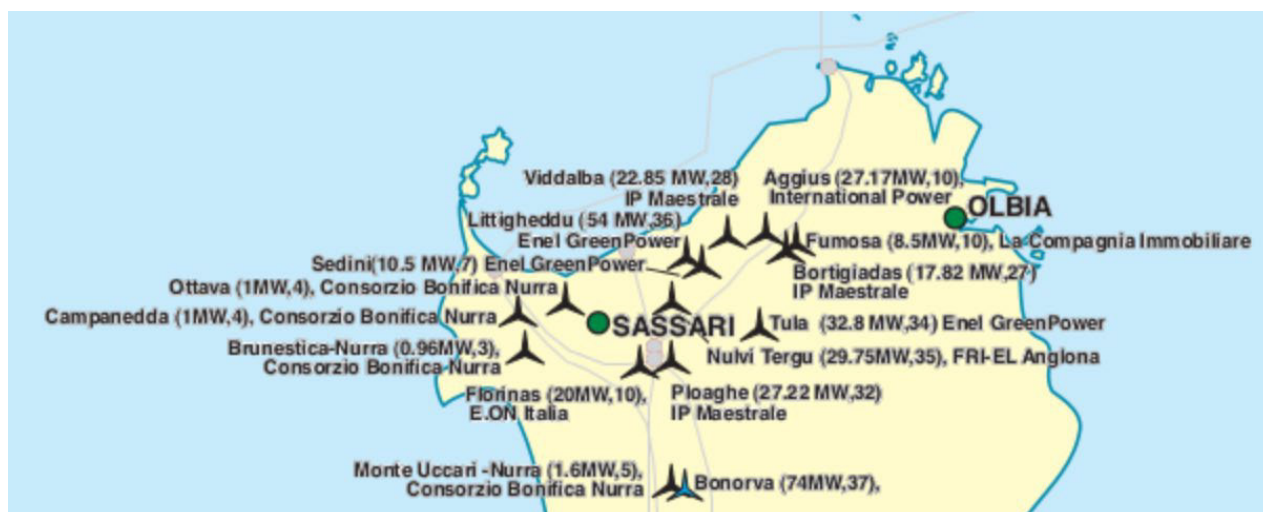 Viddalba (22.85 MW,28)
IP Maestrale
Aggius (27.17MW,10),
International Power
OLBIA
Littigheddu (54 MW,36)
Enel GreenPower
Fumosa (8.5MW,10), La Compagnia Immobiliare
Sedini(10.5 MW,7) Enel GreenPower
Bortigiadas (17.82 MW,27)
IP Maestrale
Ottava (1MW,4), Consorzio Bonifica Nurra
Campanedda (1MW,4), Consorzio Bonifica Nurra
SASSARI
Tula (32.8 MW,34) Enel GreenPower
Brunestica-Nurra (0.96MW,3),
Consorzio Bonifica Nurra
Nulvi Tergu (29.75MW,35), FRI-EL Anglona
Florinas (20MW,10),
E.ON Italia
Ploaghe (27.22 MW,32)
IP Maestrale
Monte Uccari -Nurra (1.6MW,5),
Consorzio Bonifica Nurra
Bonorva (74MW,37),